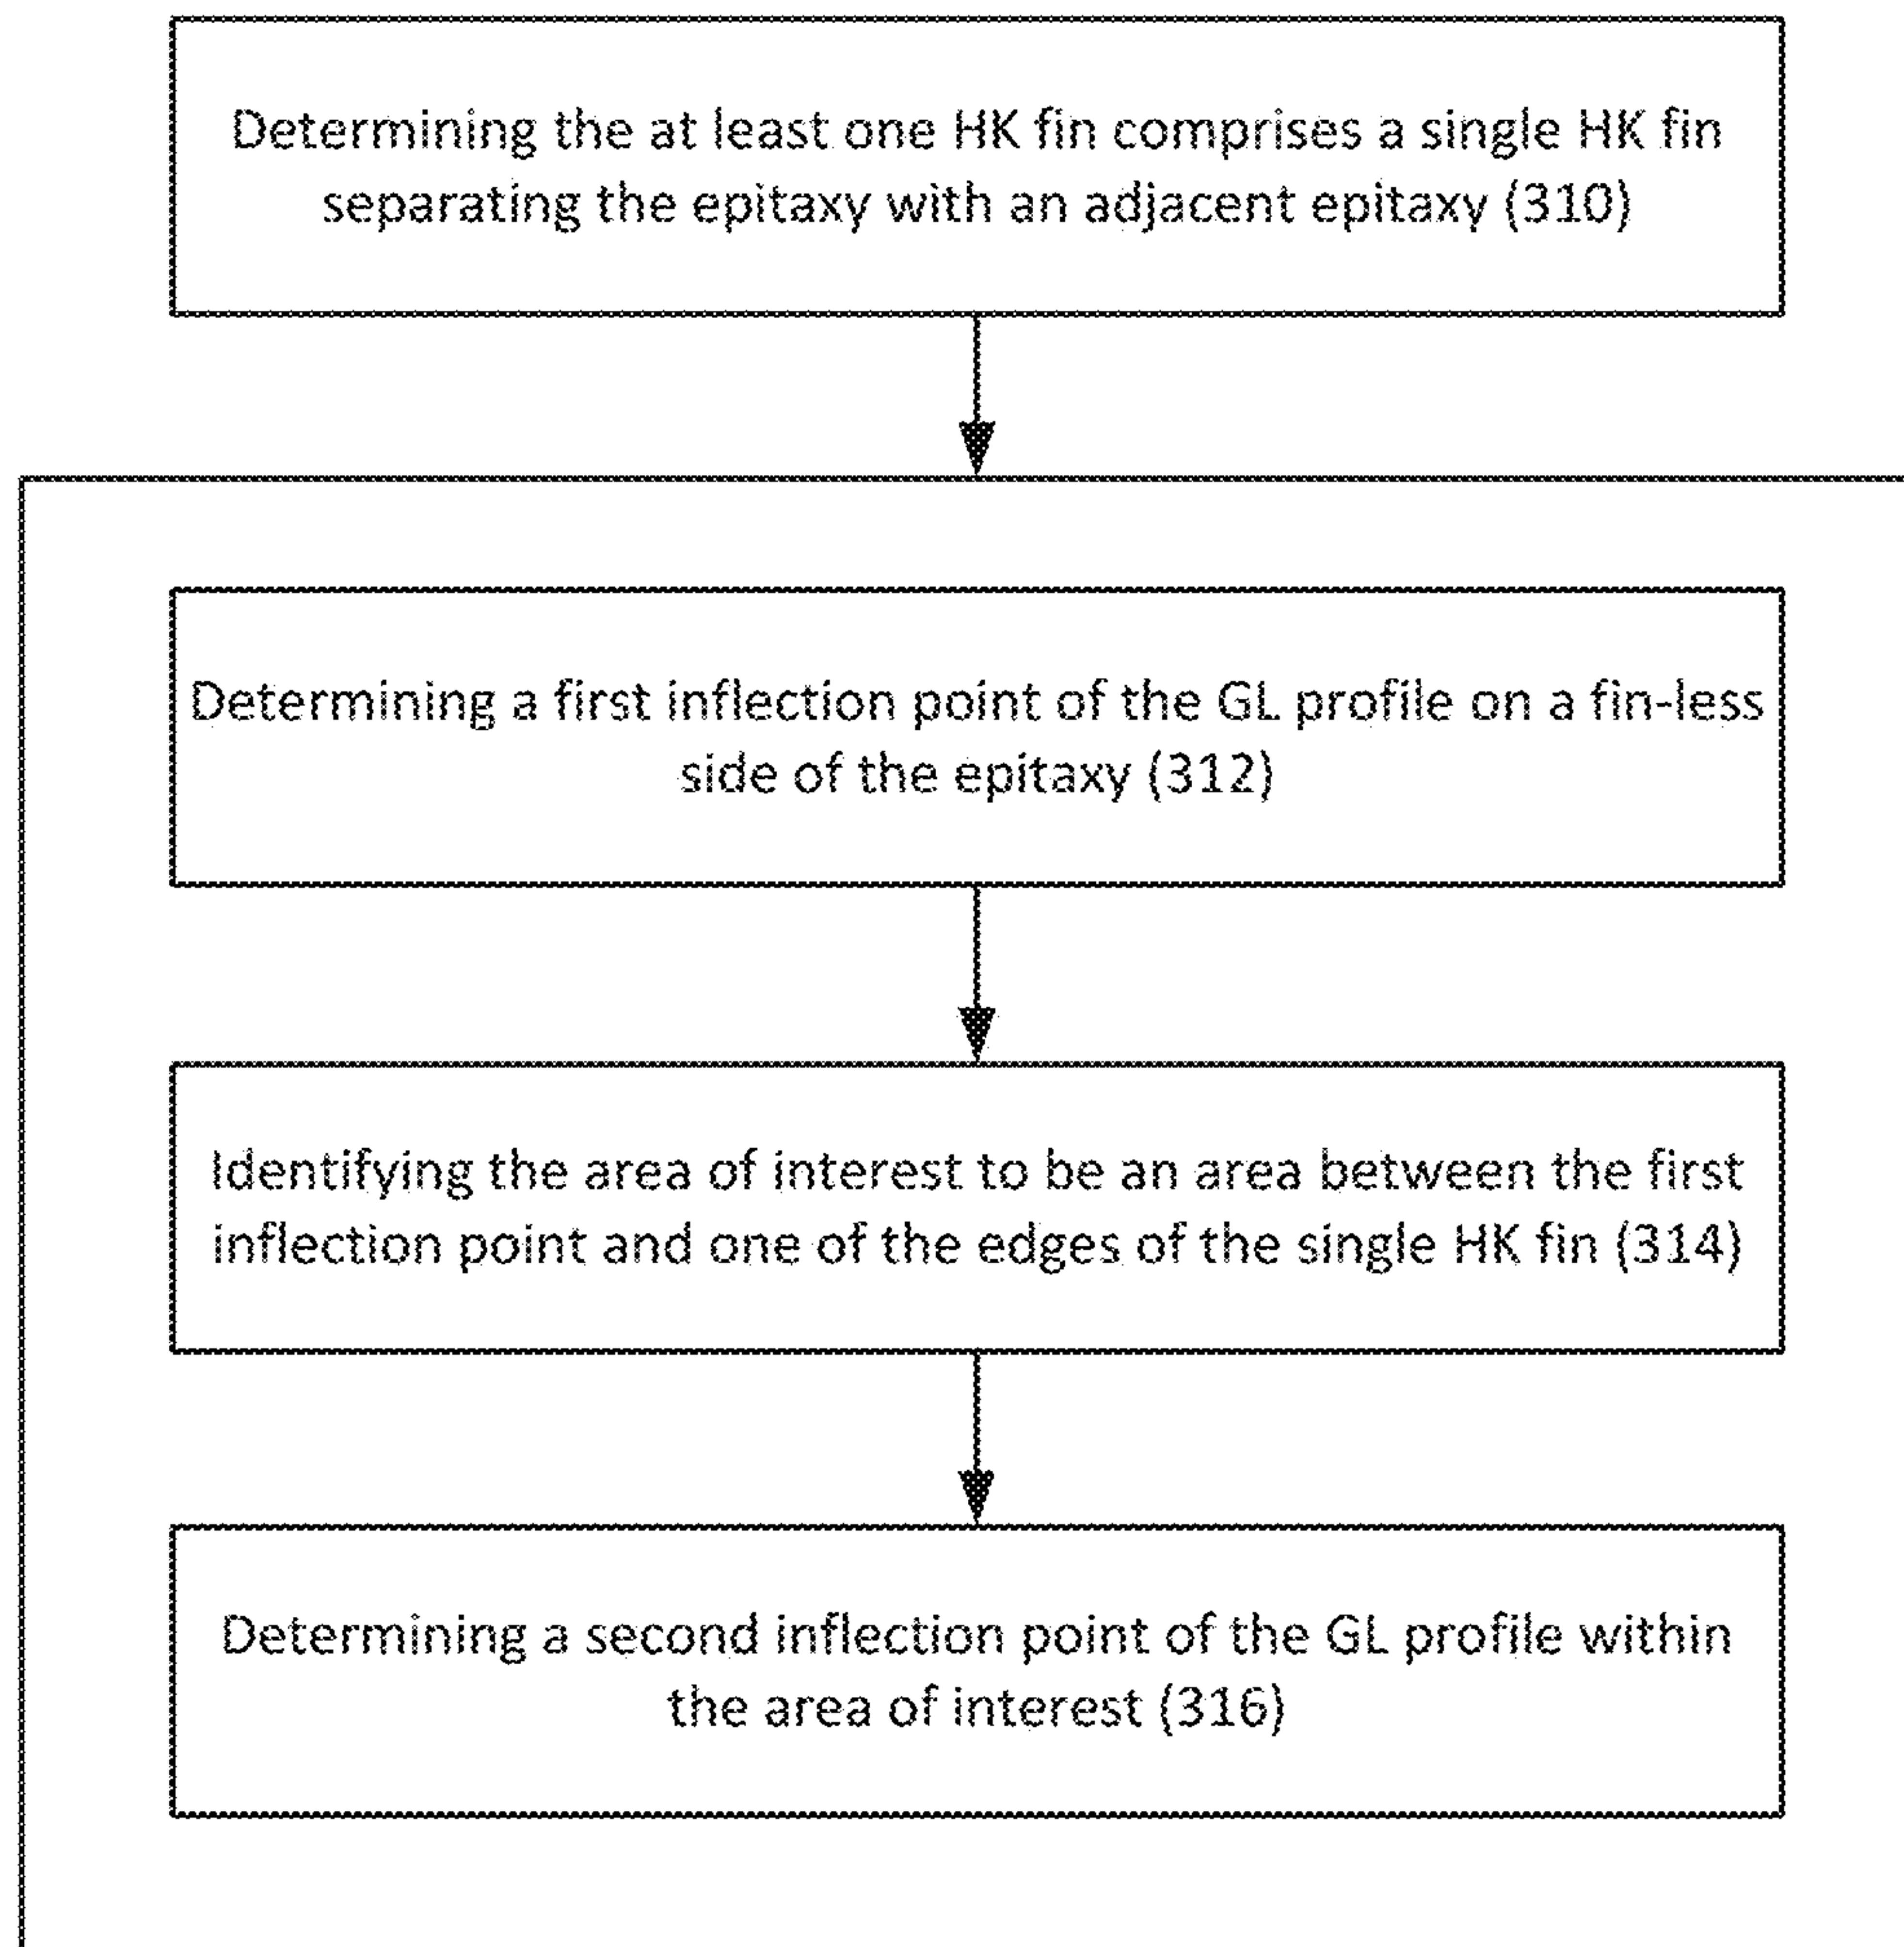 Determining the at least one HK fin comprises a single HK fin
separating the epitaxy with an adjacent epitaxy (310)
Determining a first inflection point of the GL profile on a fin-less
side of the epitaxy (312)
Identifying the area of interest to be an area between the first
inflection point and one of the edges of the single HK fin (314)
Determining a second inflection point of the GL profile within
the area of interest (316)